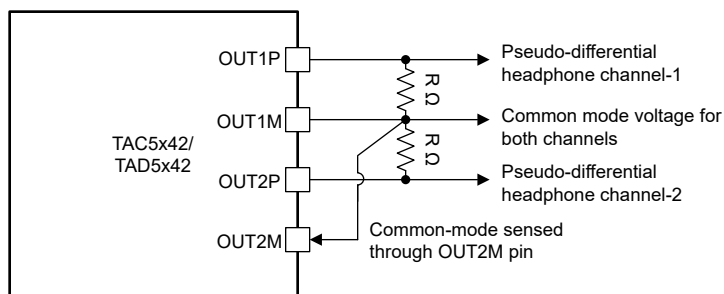 OUT1P
Pseudo-differential
headphone channel-1
R Ω
OUT1M
Common mode voltage for
both channels
TAC5x42/
TAD5x42
R Ω
OUT2P
Pseudo-differential
headphone channel-2
OUT2M
Common-mode sensed
through OUT2M pin